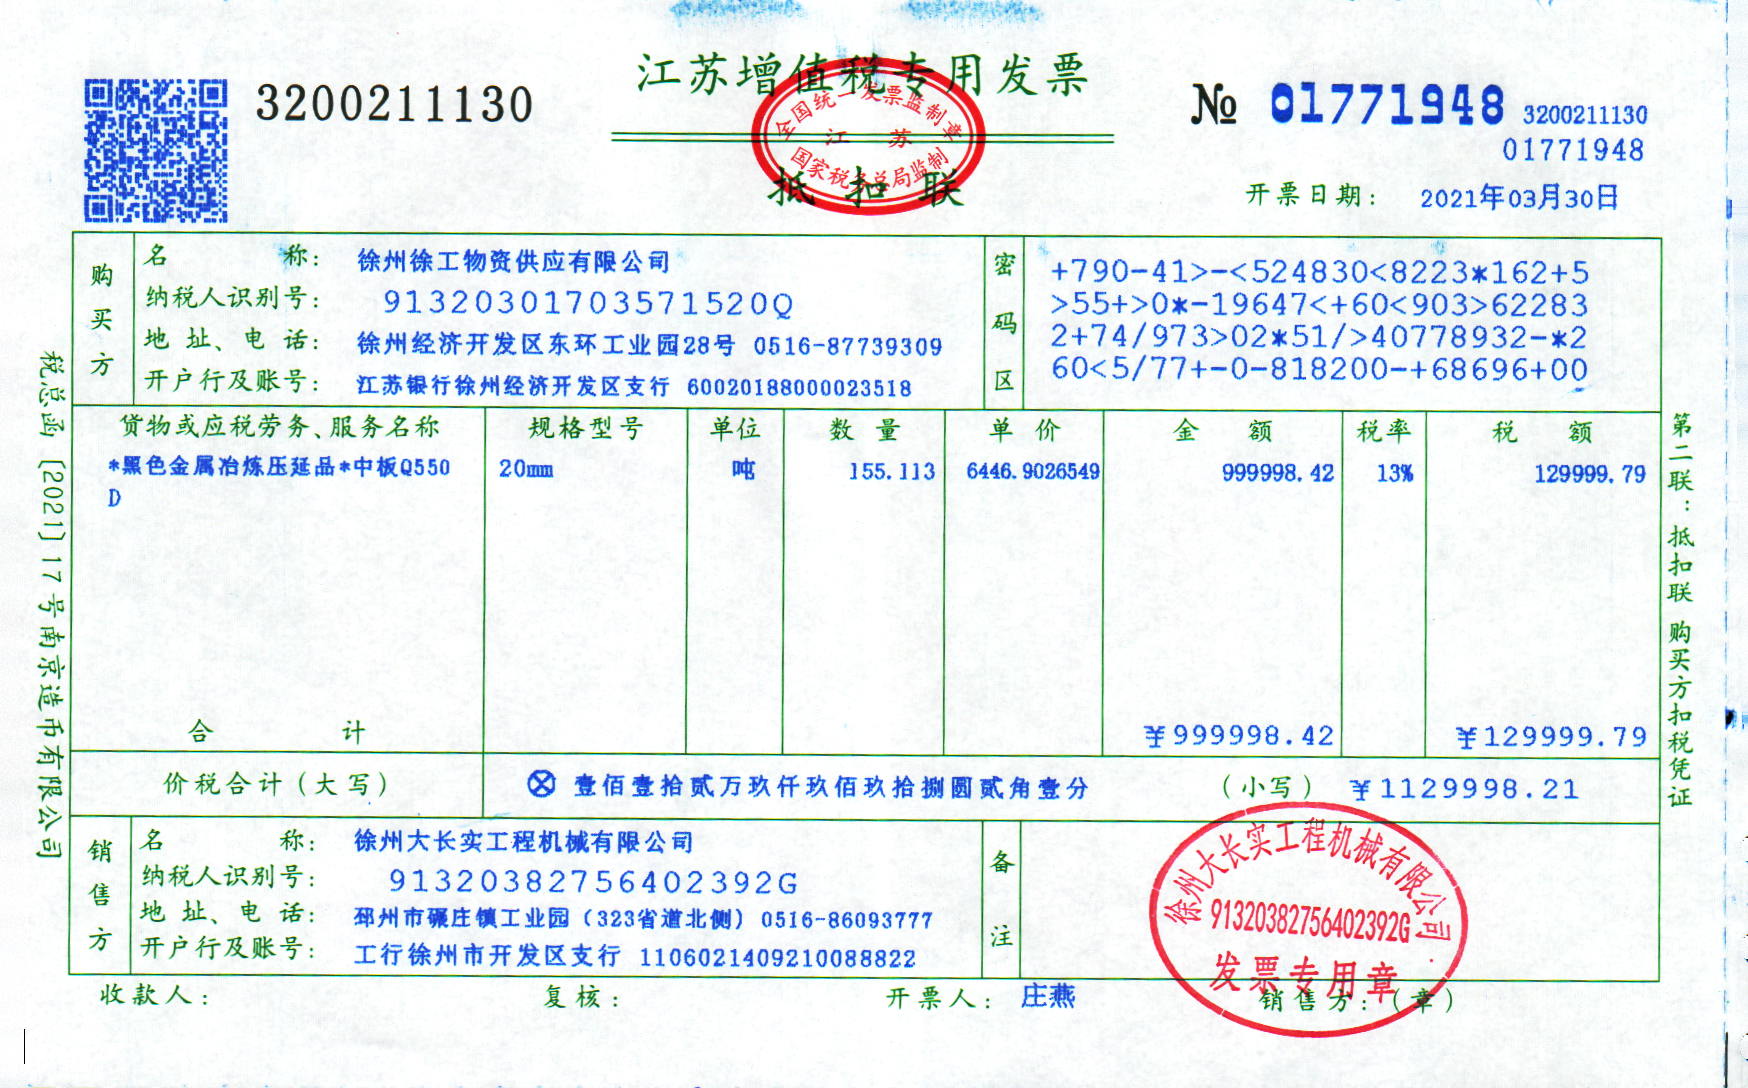 江苏增值税专用发票
3200211130
全国统一发票监制章
江苏
国家税务总局监制
抵扣联
№ 01771948 3200211130
01771948
开票日期: 2021年03月30日
购买方
名称: 徐州徐工物资供应有限公司
纳税人识别号: 91320301703571520Q
地址、电话: 徐州经济开发区东环工业园28号 0516-87739309
开户行及账号: 江苏银行徐州经济开发区支行 60020188000023518
密码区
+790-41>-<524830<8223*162+5
>55+>0*-19647<+60<903>62283
2+74/973>02*51/>40778932-*2
60<5/77+-0-818200-+68696+00
货物或应税劳务、服务名称 规格型号 单位 数量 单价 金额 税率 税额
*黑色金属冶炼压延品*中板Q550 20mm 吨 155.113 6446.9026549 999998.42 13% 129999.79
D
合计 ¥999998.42 ¥129999.79
价税合计(大写) ⊗ 壹佰壹拾贰万玖仟玖佰玖拾捌圆贰角壹分 (小写) ¥1129998.21
销售方
名称: 徐州大长实工程机械有限公司
纳税人识别号: 91320382756402392G
地址、电话: 邳州市碾庄镇工业园(323省道北侧) 0516-86093777
开户行及账号: 工行徐州市开发区支行 1106021409210088822
备注
徐州大长实工程机械有限公司
91320382756402392G
发票专用章
收款人: 复核: 开票人: 庄燕 销售方:(章)
税总函[2021]17号南京造币有限公司
第二联:抵扣联 购买方扣税凭证